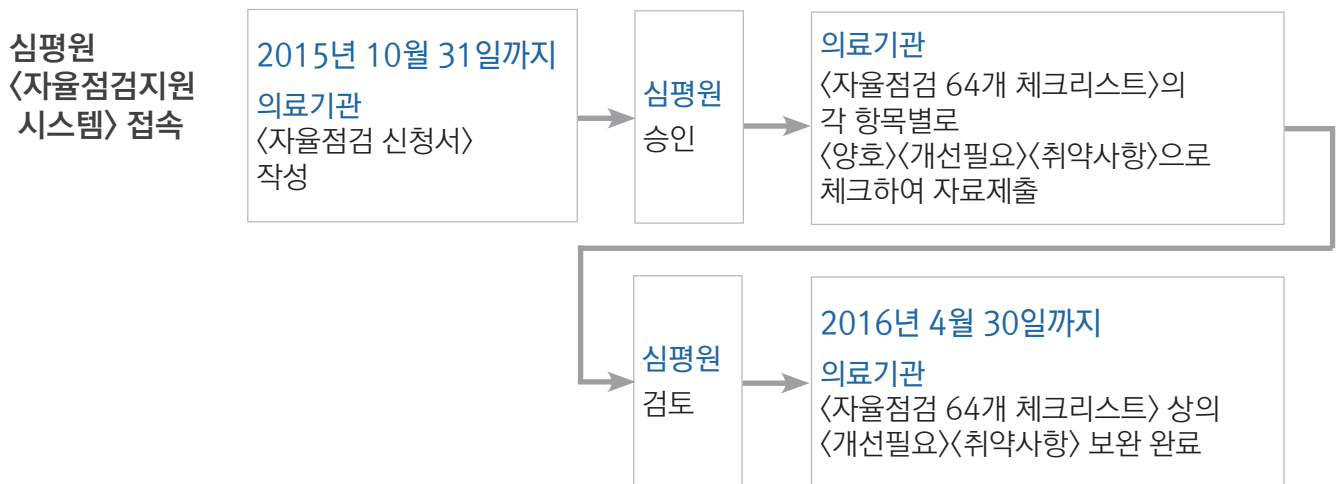 심평원
〈자율점검지원
시스템〉 접속
2015년 10월 31일까지
의료기관
〈자율점검 신청서〉
작성
심평원
승인
의료기관
〈자율점검 64개 체크리스트〉의
각 항목별로
〈양호〉〈개선필요〉〈취약사항〉으로
체크하여 자료제출
심평원
검토
2016년 4월 30일까지
의료기관
〈자율점검 64개 체크리스트〉 상의
〈개선필요〉〈취약사항〉 보완 완료